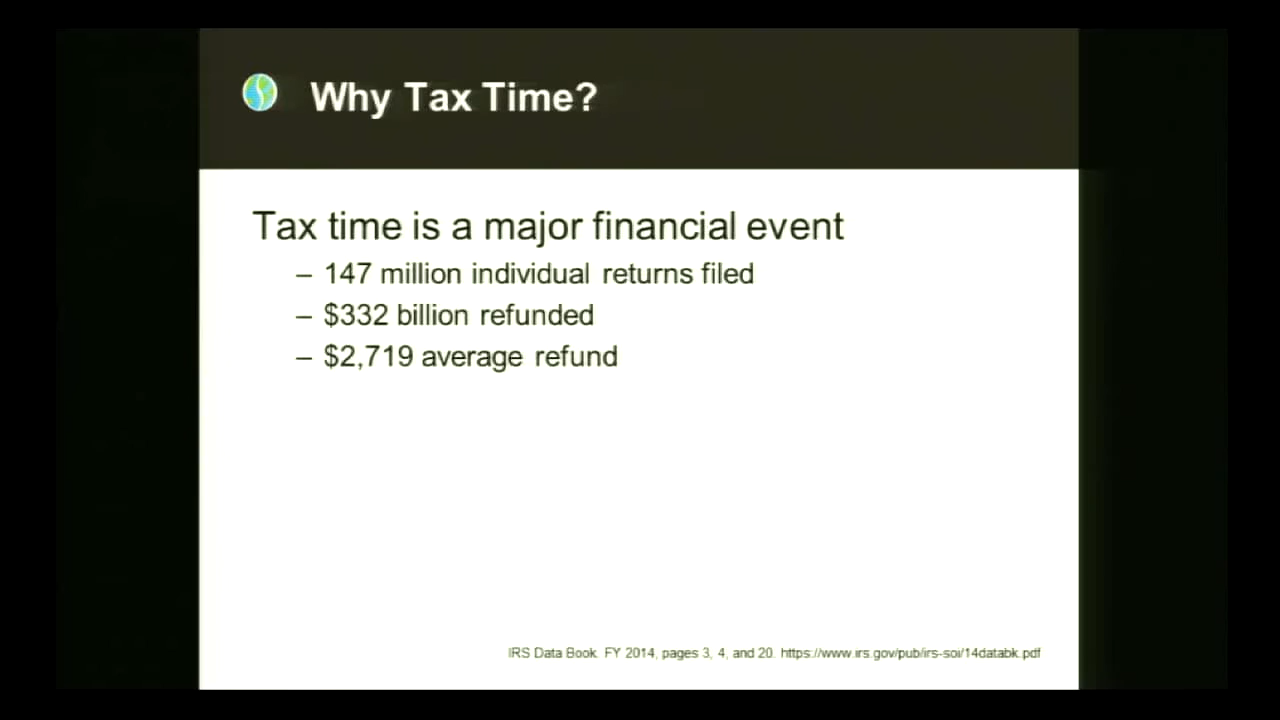 Why Tax Time?
Tax time is a major financial event
– 147 million individual returns filed
– $332 billion refunded
– $2,719 average refund
IRS Data Book. FY 2014, pages 3, 4, and 20. https://www.irs.gov/pub/irs-soi/14databk.pdf